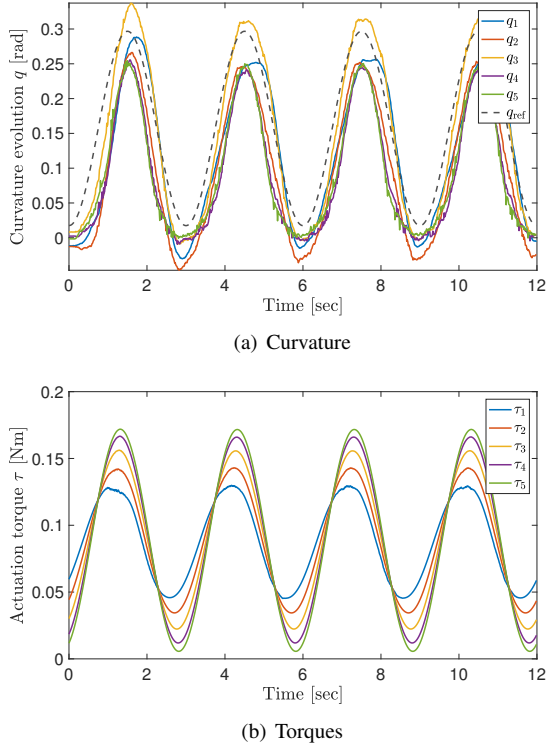 Curvature evolution q [rad]
0.3
0.25
0.2
0.15
0.1
0.05
0
q1
q2
q3
q4
q5
qref
0 2 4 6 8 10 12
Time [sec]
(a) Curvature
Actuation torque τ [Nm]
0.2
0.15
0.1
0.05
0
τ1
τ2
τ3
τ4
τ5
0 2 4 6 8 10 12
Time [sec]
(b) Torques